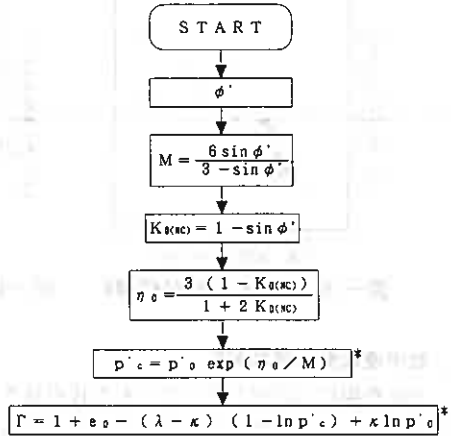 START
φ'
M = 6 sin φ' / 3 - sin φ'
K₀(NC) = 1 - sin φ'
η₀ = 3 (1 - K₀(NC)) / 1 + 2 K₀(NC)
p'c = p'₀ exp (η₀ / M) *
Γ = 1 + e₀ - (λ - κ) (1 - ln p'c) + κ ln p'₀ *